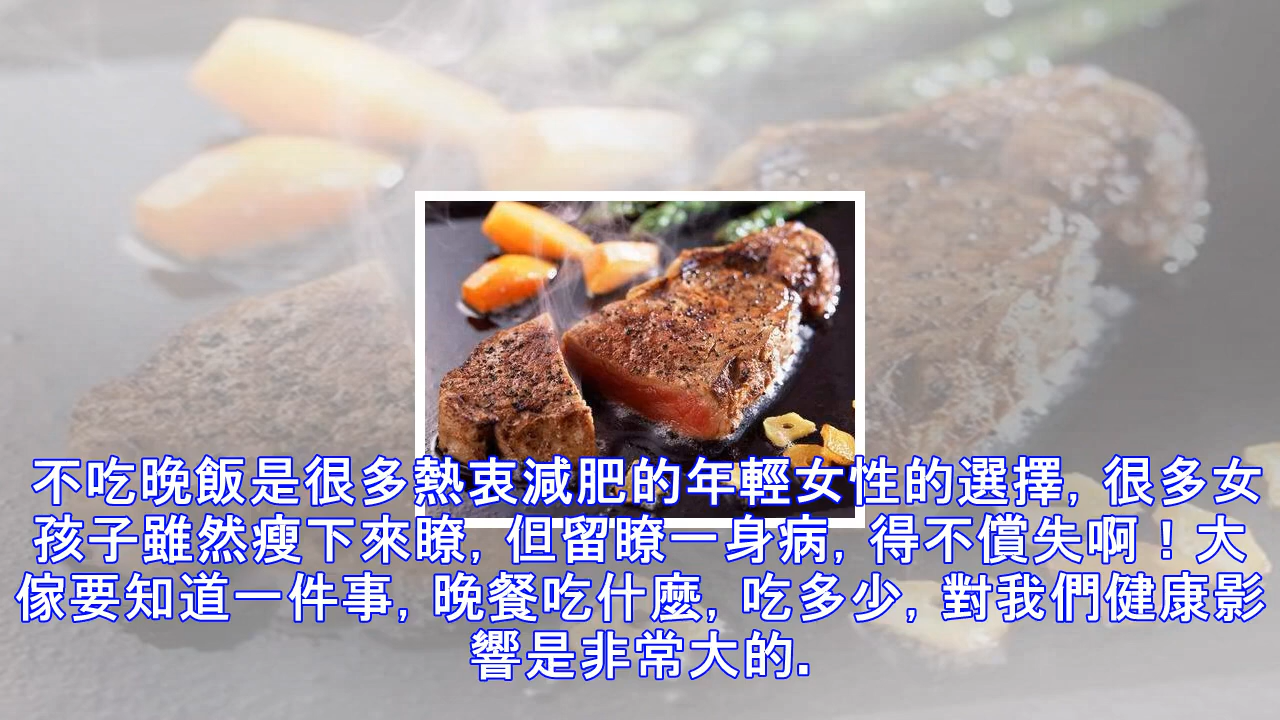 不吃晚飯是很多熱衷減肥的年輕女性的選擇, 很多女
孩子雖然瘦下來瞭, 但留瞭一身病, 得不償失啊！大
傢要知道一件事, 晚餐吃什麼, 吃多少, 對我們健康影
響是非常大的.